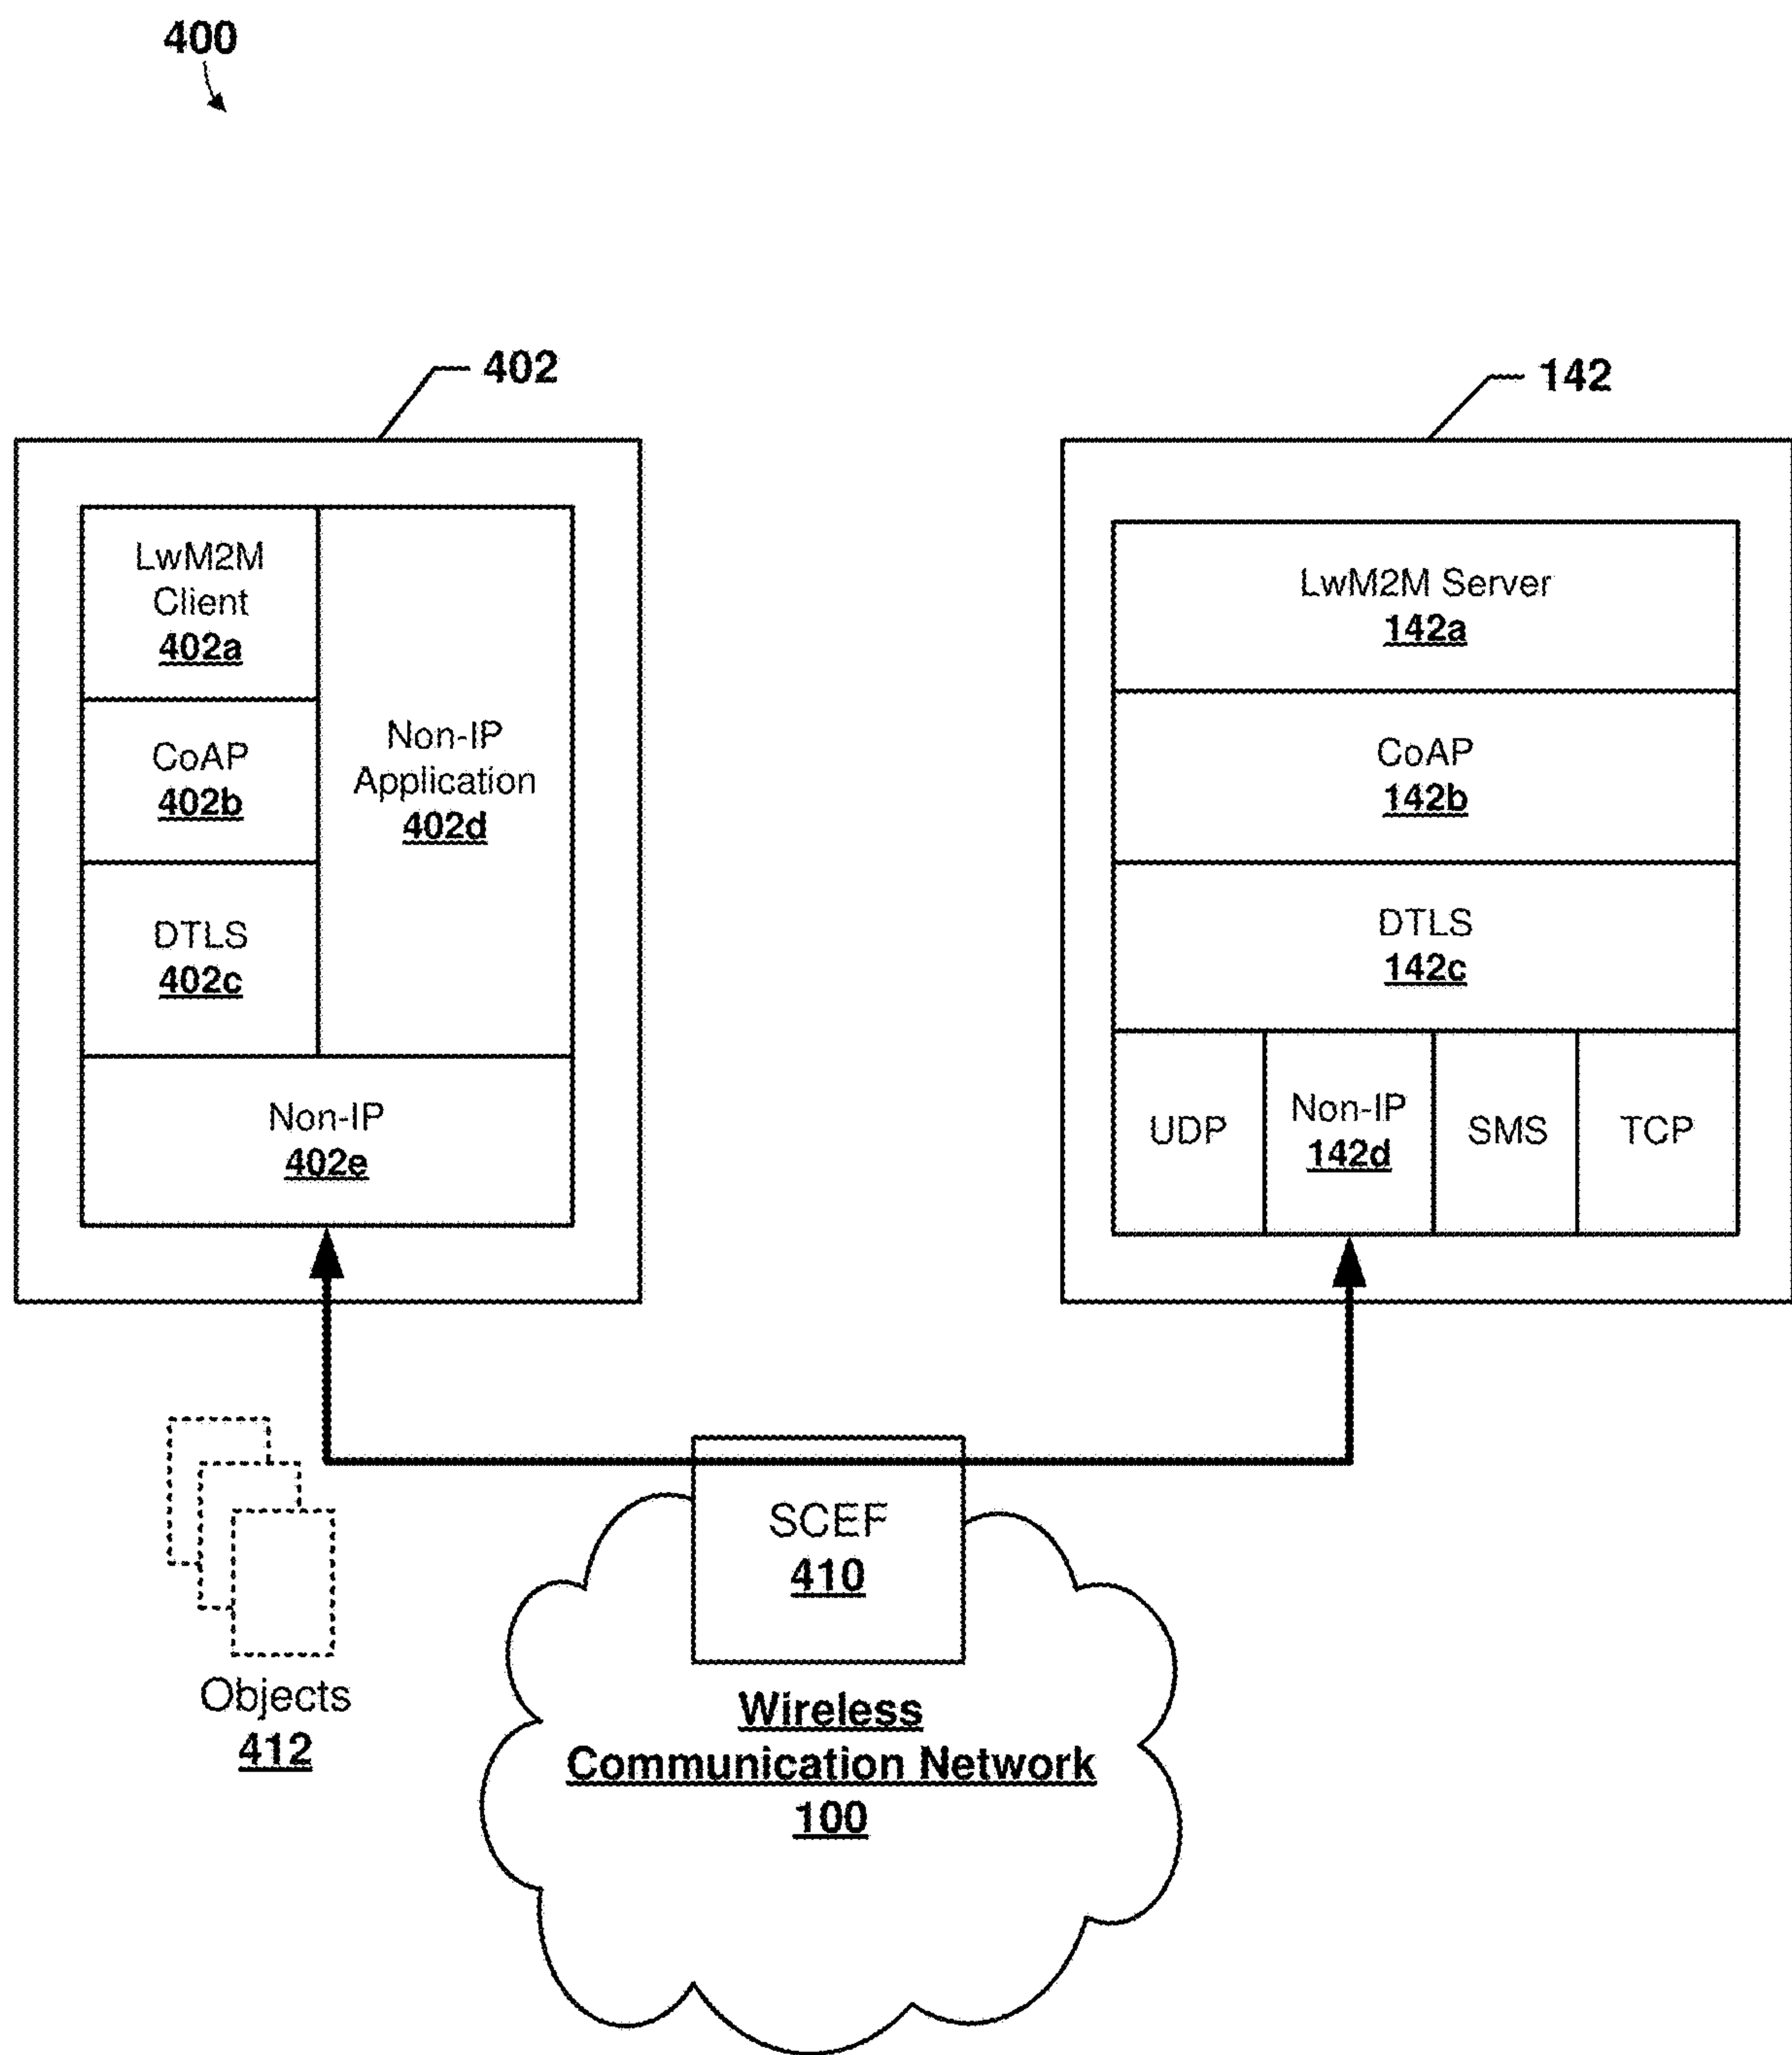 400
402
142
LwM2M
Client
402a
CoAP
402b
DTLS
402c
Non-IP
Application
402d
Non-IP
402e
LwM2M Server
142a
CoAP
142b
DTLS
142c
UDP
Non-IP
142d
SMS
TCP
SCEF
410
Objects
412
Wireless
Communication Network
100